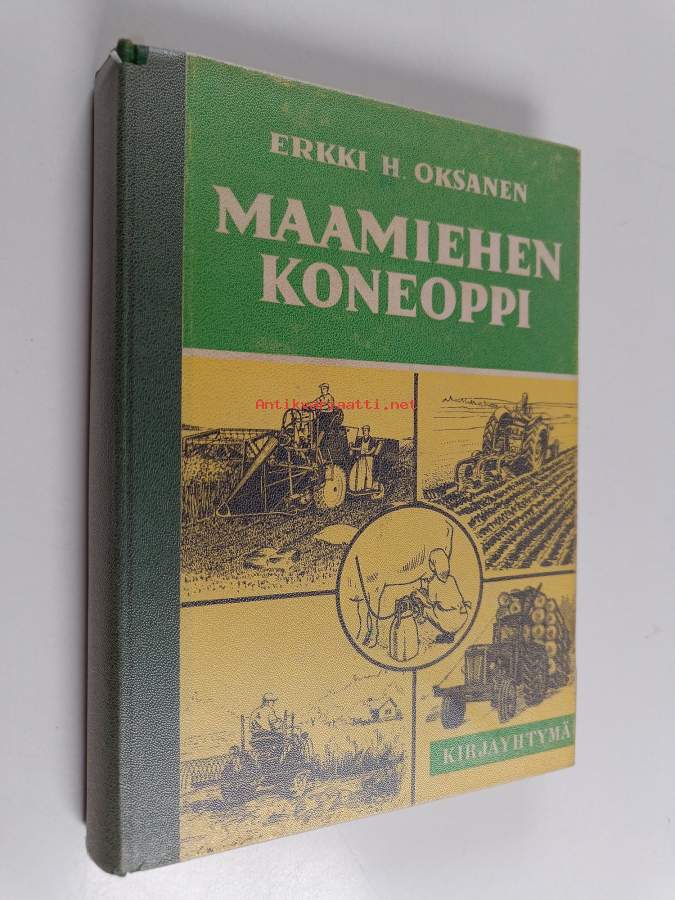 ERKKI H. OKSANEN
MAAMIEHEN
KONEOPPI
Antikvariaatti.net
KIRJAYHTYMÄ